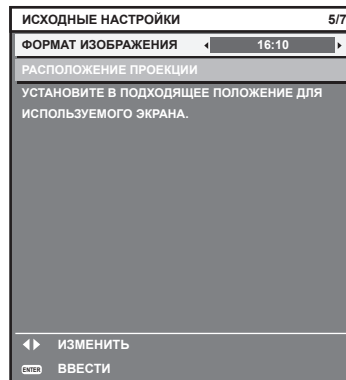 ИСХОДНЫЕ НАСТРОЙКИ 5/7
ФОРМАТ ИЗОБРАЖЕНИЯ 16:10
РАСПОЛОЖЕНИЕ ПРОЕКЦИИ
УСТАНОВИТЕ В ПОДХОДЯЩЕЕ ПОЛОЖЕНИЕ ДЛЯ
ИСПОЛЬЗУЕМОГО ЭКРАНА.
ИЗМЕНИТЬ
ENTER ВВЕСТИ